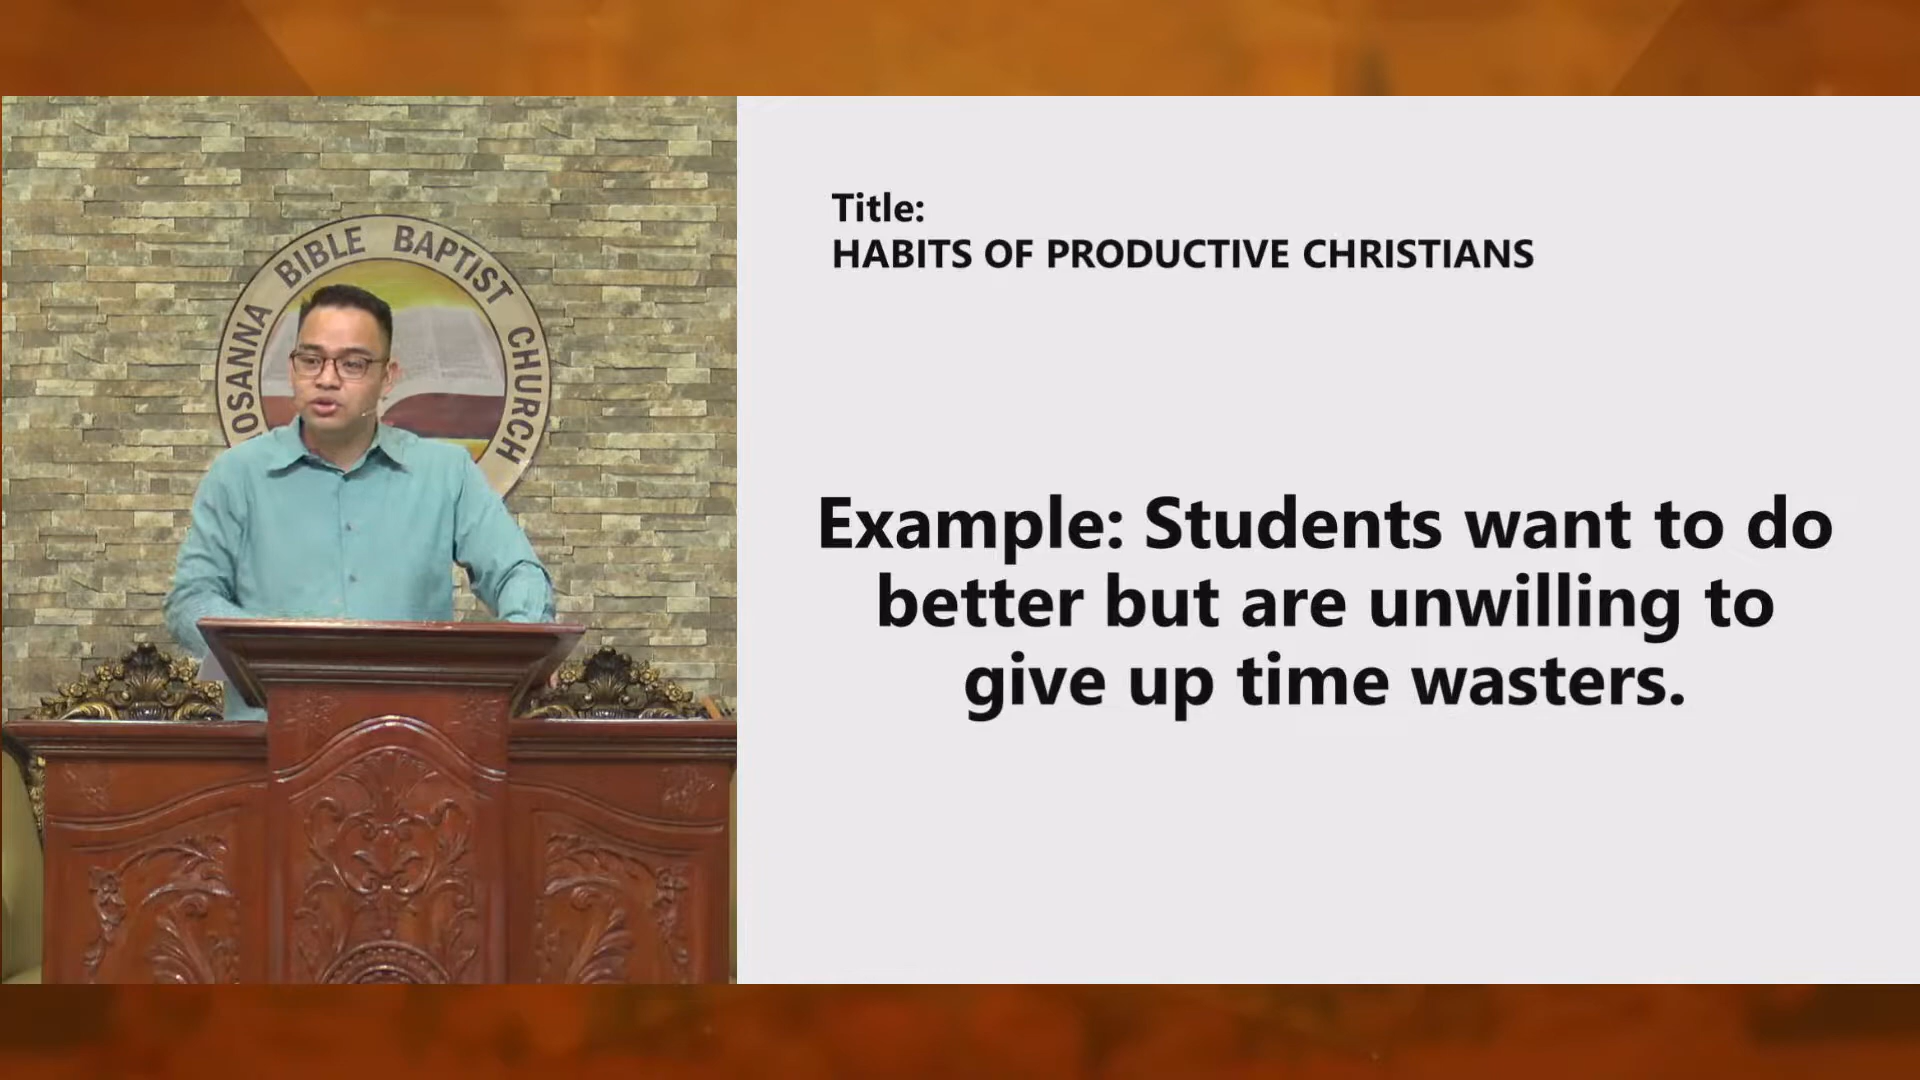 OSANNA BIBLE BAPTIST CHURCH
Title:
HABITS OF PRODUCTIVE CHRISTIANS
Example: Students want to do
better but are unwilling to
give up time wasters.